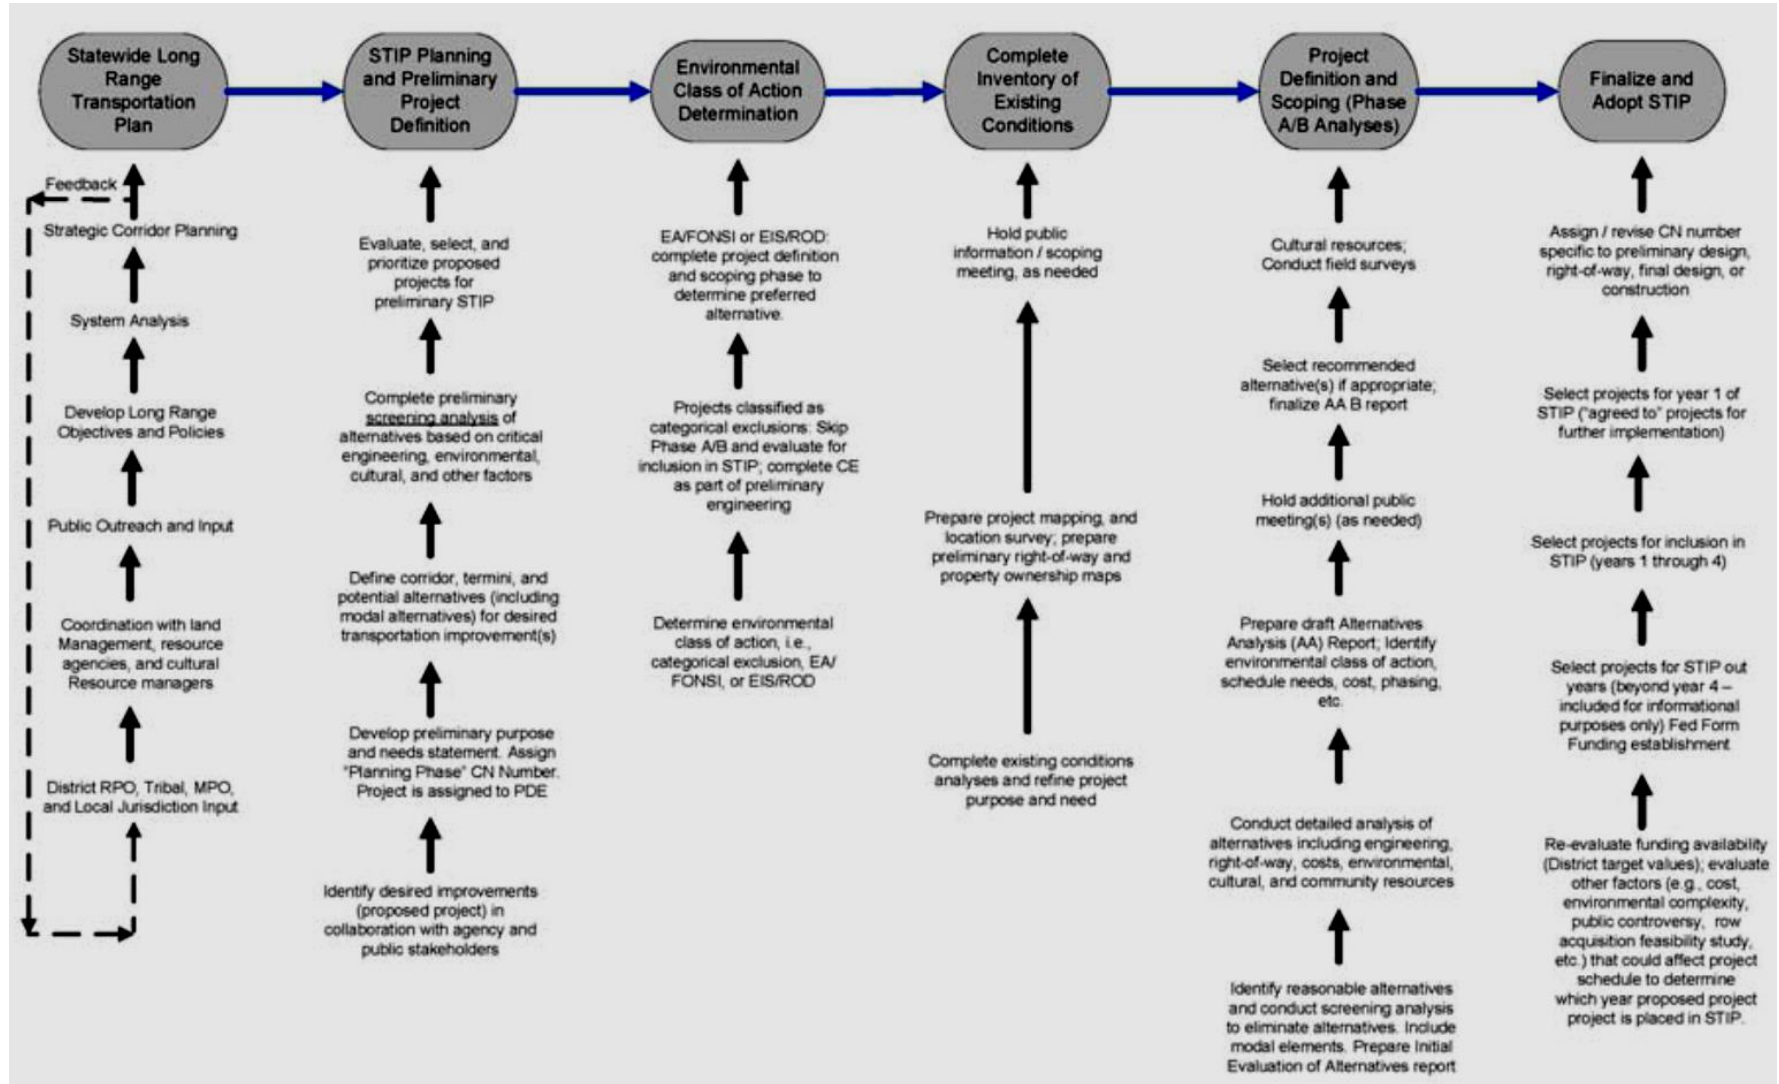 Statewide Long
Range
Transportation
Plan
STIP Planning
and Preliminary
Project
Definition
Environmental
Class of Action
Determination
Complete
Inventory of
Existing
Conditions
Project
Definition and
Scoping (Phase
A/B Analyses)
Finalize and
Adopt STIP
Feedback
Strategic Corridor Planning
System Analysis
Develop Long Range
Objectives and Policies
Public Outreach and Input
Coordination with land
Management, resource
agencies, and cultural
Resource managers
District RPO, Tribal, MPO,
and Local Jurisdiction Input
Evaluate, select, and
prioritize proposed
projects for
preliminary STIP
Complete preliminary
screening analysis of
alternatives based on critical
engineering, environmental,
cultural, and other factors
Define corridor, termini, and
potential alternatives (including
modal alternatives) for desired
transportation improvement(s)
Develop preliminary purpose
and needs statement. Assign
"Planning Phase" CN Number.
Project is assigned to PDE
Identify desired improvements
(proposed project) in
collaboration with agency and
public stakeholders
EA/FONSI or EIS/ROD:
complete project definition
and scoping phase to
determine preferred
alternative.
Projects classified as
categorical exclusions: Skip
Phase A/B and evaluate for
inclusion in STIP; complete CE
as part of preliminary
engineering
Determine environmental
class of action, i.e.,
categorical exclusion, EA/
FONSI, or EIS/ROD
Hold public
information / scoping
meeting, as needed
Prepare project mapping, and
location survey; prepare
preliminary right-of-way and
property ownership maps
Complete existing conditions
analyses and refine project
purpose and need
Cultural resources;
Conduct field surveys
Select recommended
alternative(s) if appropriate;
finalize AA B report
Hold additional public
meeting(s) (as needed)
Prepare draft Alternatives
Analysis (AA) Report; Identify
environmental class of action,
schedule needs, cost, phasing,
etc.
Conduct detailed analysis of
alternatives including engineering,
right-of-way, costs, environmental,
cultural, and community resources
Identify reasonable alternatives
and conduct screening analysis
to eliminate alternatives. Include
modal elements. Prepare Initial
Evaluation of Alternatives report
Assign / revise CN number
specific to preliminary design,
right-of-way, final design, or
construction
Select projects for year 1 of
STIP ("agreed to" projects for
further implementation)
Select projects for inclusion in
STIP (years 1 through 4)
Select projects for STIP out
years (beyond year 4 –
included for informational
purposes only) Fed Form
Funding establishment
Re-evaluate funding availability
(District target values); evaluate
other factors (e.g., cost,
environmental complexity,
public controversy, row
acquisition feasibility study,
etc.) that could affect project
schedule to determine
which year proposed project
project is placed in STIP.